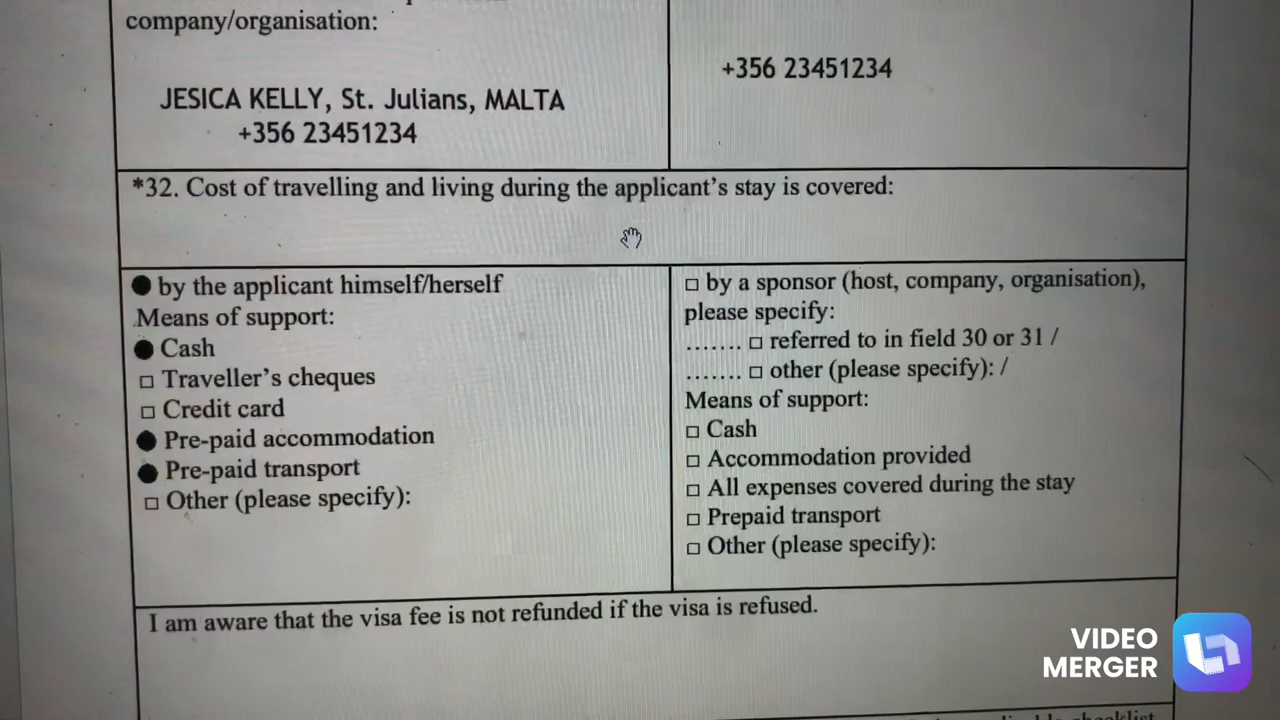 company/organisation:
JESICA KELLY, St. Julians, MALTA
+356 23451234
+356 23451234
*32. Cost of travelling and living during the applicant's stay is covered:
● by the applicant himself/herself
Means of support:
● Cash
□ Traveller's cheques
□ Credit card
● Pre-paid accommodation
● Pre-paid transport
□ Other (please specify):
□ by a sponsor (host, company, organisation),
please specify:
....... □ referred to in field 30 or 31 /
....... □ other (please specify): /
Means of support:
□ Cash
□ Accommodation provided
□ All expenses covered during the stay
□ Prepaid transport
□ Other (please specify):
I am aware that the visa fee is not refunded if the visa is refused.
checklist
VIDEO
MERGER